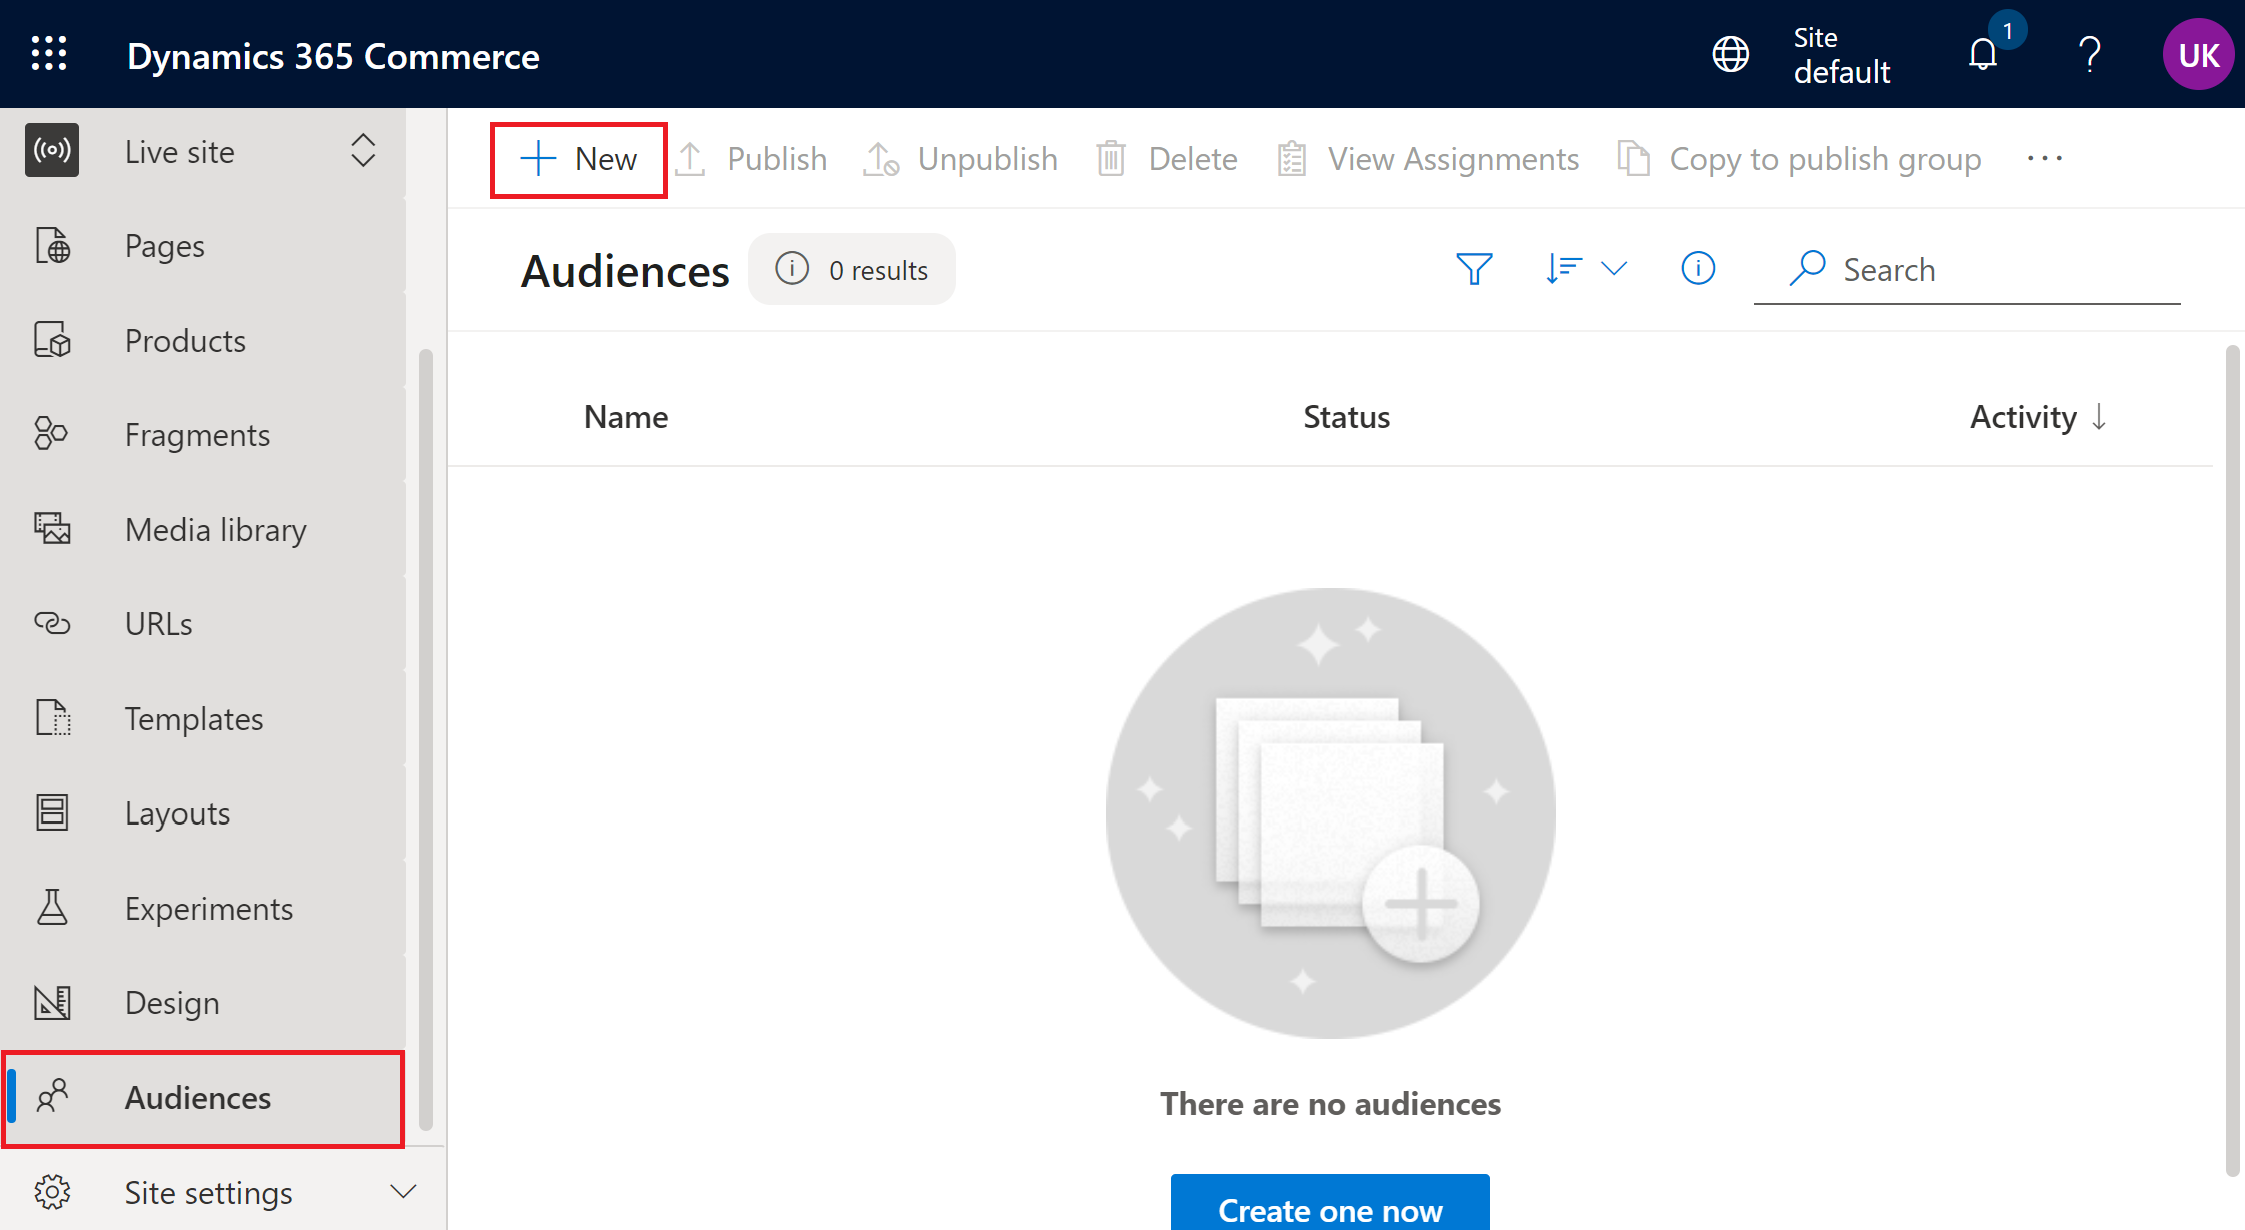 Dynamics 365 Commerce
Site
default
1
UK
Live site
Pages
Products
Fragments
Media library
URLs
Templates
Layouts
Experiments
Design
Audiences
Site settings
New
Publish
Unpublish
Delete
View Assignments
Copy to publish group
Audiences
0 results
Search
Name
Status
Activity
There are no audiences
Create one now